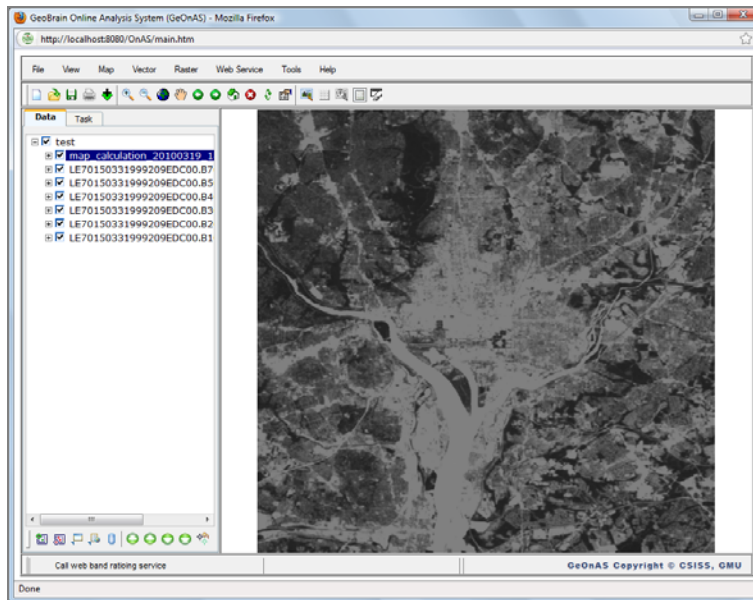 GeoBrain Online Analysis System (GeOnAS) - Mozilla Firefox
http://localhost:8080/OnAS/main.htm
File View Map Vector Raster Web Service Tools Help
Data Task
test
map_calculation_20100319_1
LE70150331999209EDC00.B7
LE70150331999209EDC00.B5
LE70150331999209EDC00.B4
LE70150331999209EDC00.B3
LE70150331999209EDC00.B2
LE70150331999209EDC00.B1
Call web band ratioing service
GeOnAS Copyright © CSISS, GMU
Done